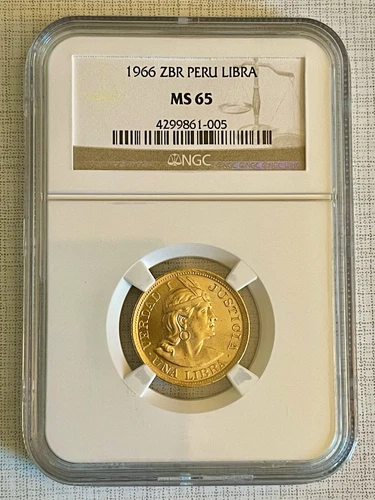 1966 ZBR PERU LIBRA
MS 65
4299861-005
NGC
VERDAD JUSTICIA
UNA LIBRA